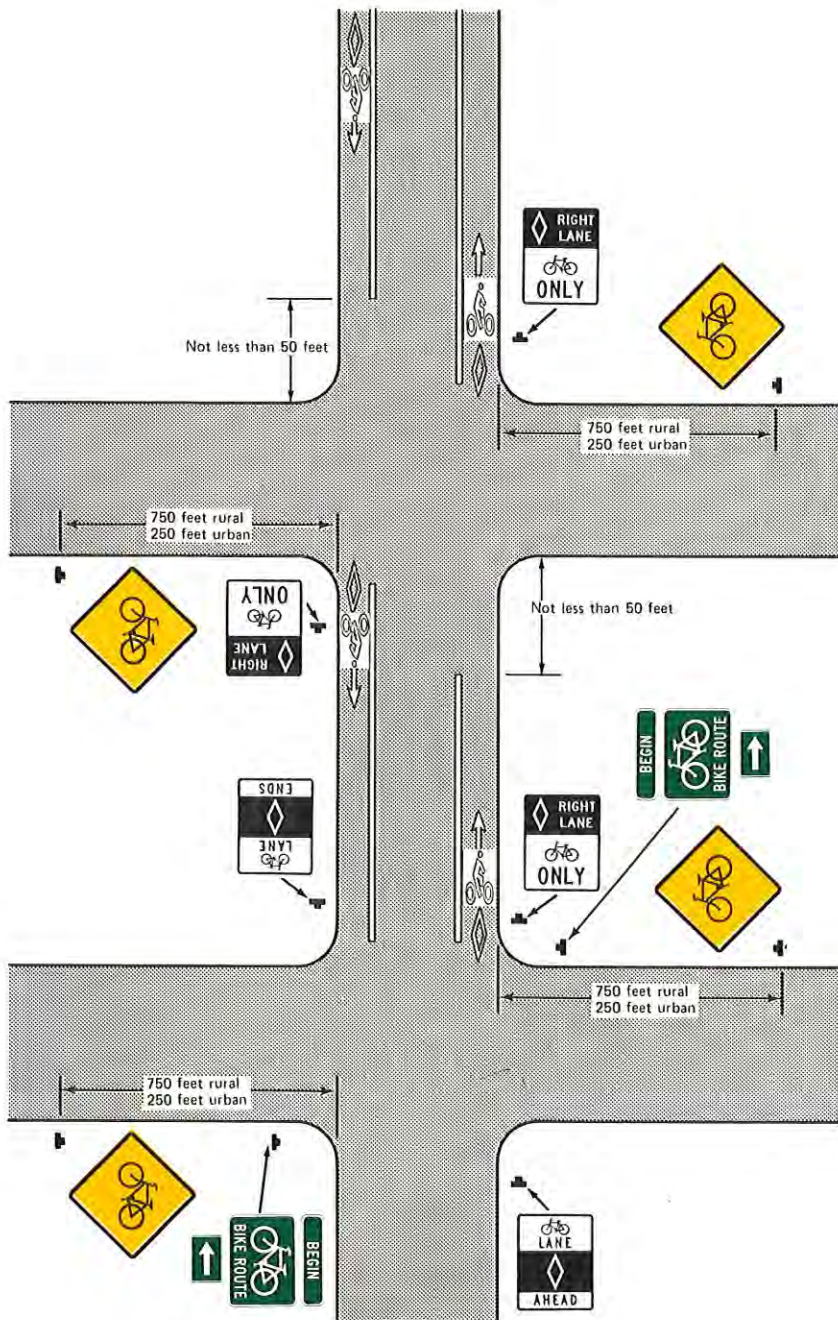 RIGHT
LANE
ONLY
Not less than 50 feet
750 feet rural
250 feet urban
750 feet rural
250 feet urban
RIGHT
LANE
ONLY
Not less than 50 feet
BEGIN
BIKE ROUTE
LANE
ENDS
RIGHT
LANE
ONLY
750 feet rural
250 feet urban
750 feet rural
250 feet urban
BEGIN
BIKE ROUTE
LANE
AHEAD